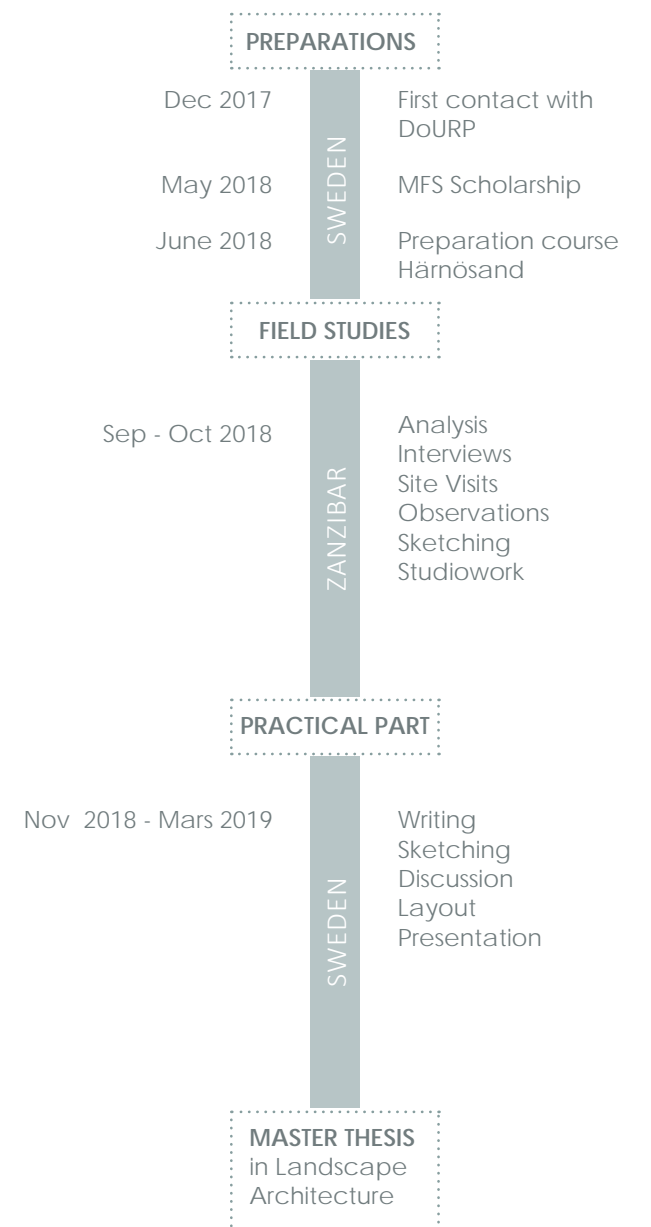 PREPARATIONS
Dec 2017
First contact with
DoURP
May 2018
MFS Scholarship
June 2018
Preparation course
Härnösand
SWEDEN
FIELD STUDIES
Sep - Oct 2018
Analysis
Interviews
Site Visits
Observations
Sketching
Studiowork
ZANZIBAR
PRACTICAL PART
Nov  2018 - Mars 2019
Writing
Sketching
Discussion
Layout
Presentation
SWEDEN
MASTER THESIS
in Landscape
Architecture